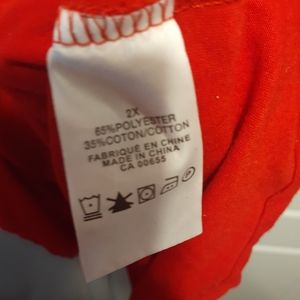 2X
65%POLYESTER
35%COTON/COTTON
FABRIQUÉ EN CHINE
MADE IN CHINA
CA 00655